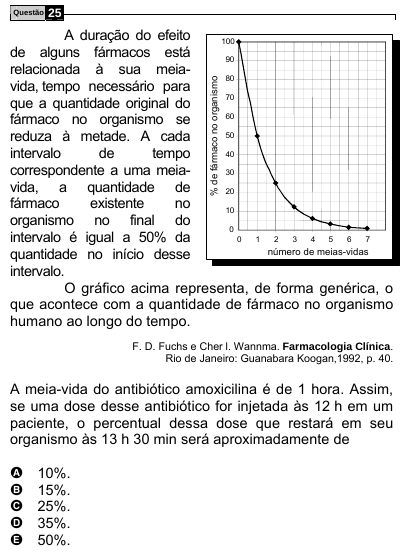 Questão 25
A duração do efeito
de alguns fármacos está
relacionada à sua meia-
vida, tempo necessário para
que a quantidade original do
fármaco no organismo se
reduza à metade. A cada
intervalo de tempo
correspondente a uma meia-
vida, a quantidade de
fármaco existente no
organismo no final do
intervalo é igual a 50% da
quantidade no início desse
intervalo.
% de fármaco no organismo
100
90
80
70
60
50
40
30
20
10
0
0 1 2 3 4 5 6 7
número de meias-vidas
O gráfico acima representa, de forma genérica, o
que acontece com a quantidade de fármaco no organismo
humano ao longo do tempo.
F. D. Fuchs e Cher I. Wannma. Farmacologia Clínica.
Rio de Janeiro: Guanabara Koogan,1992, p. 40.
A meia-vida do antibiótico amoxicilina é de 1 hora. Assim,
se uma dose desse antibiótico for injetada às 12 h em um
paciente, o percentual dessa dose que restará em seu
organismo às 13 h 30 min será aproximadamente de
A 10%.
B 15%.
C 25%.
D 35%.
E 50%.